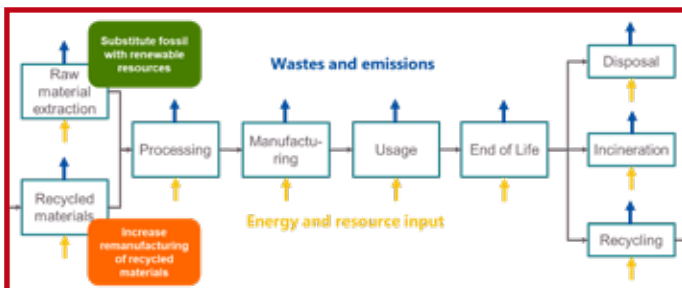 Substitute fossil
with renewable
resources
Wastes and emissions
Raw
material
extraction
Disposal
Processing
Manufactu-
ring
Usage
End of Life
Incineration
Recycled
materials
Increase
remanufacturing
of recycled
materials
Energy and resource input
Recycling